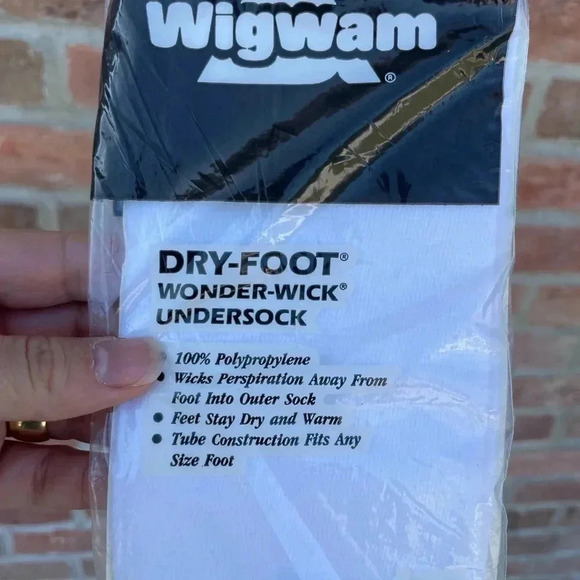 Wigwam
®
DRY-FOOT®
WONDER-WICK®
UNDERSOCK
• 100% Polypropylene
• Wicks Perspiration Away From
Foot Into Outer Sock
• Feet Stay Dry and Warm
• Tube Construction Fits Any
Size Foot